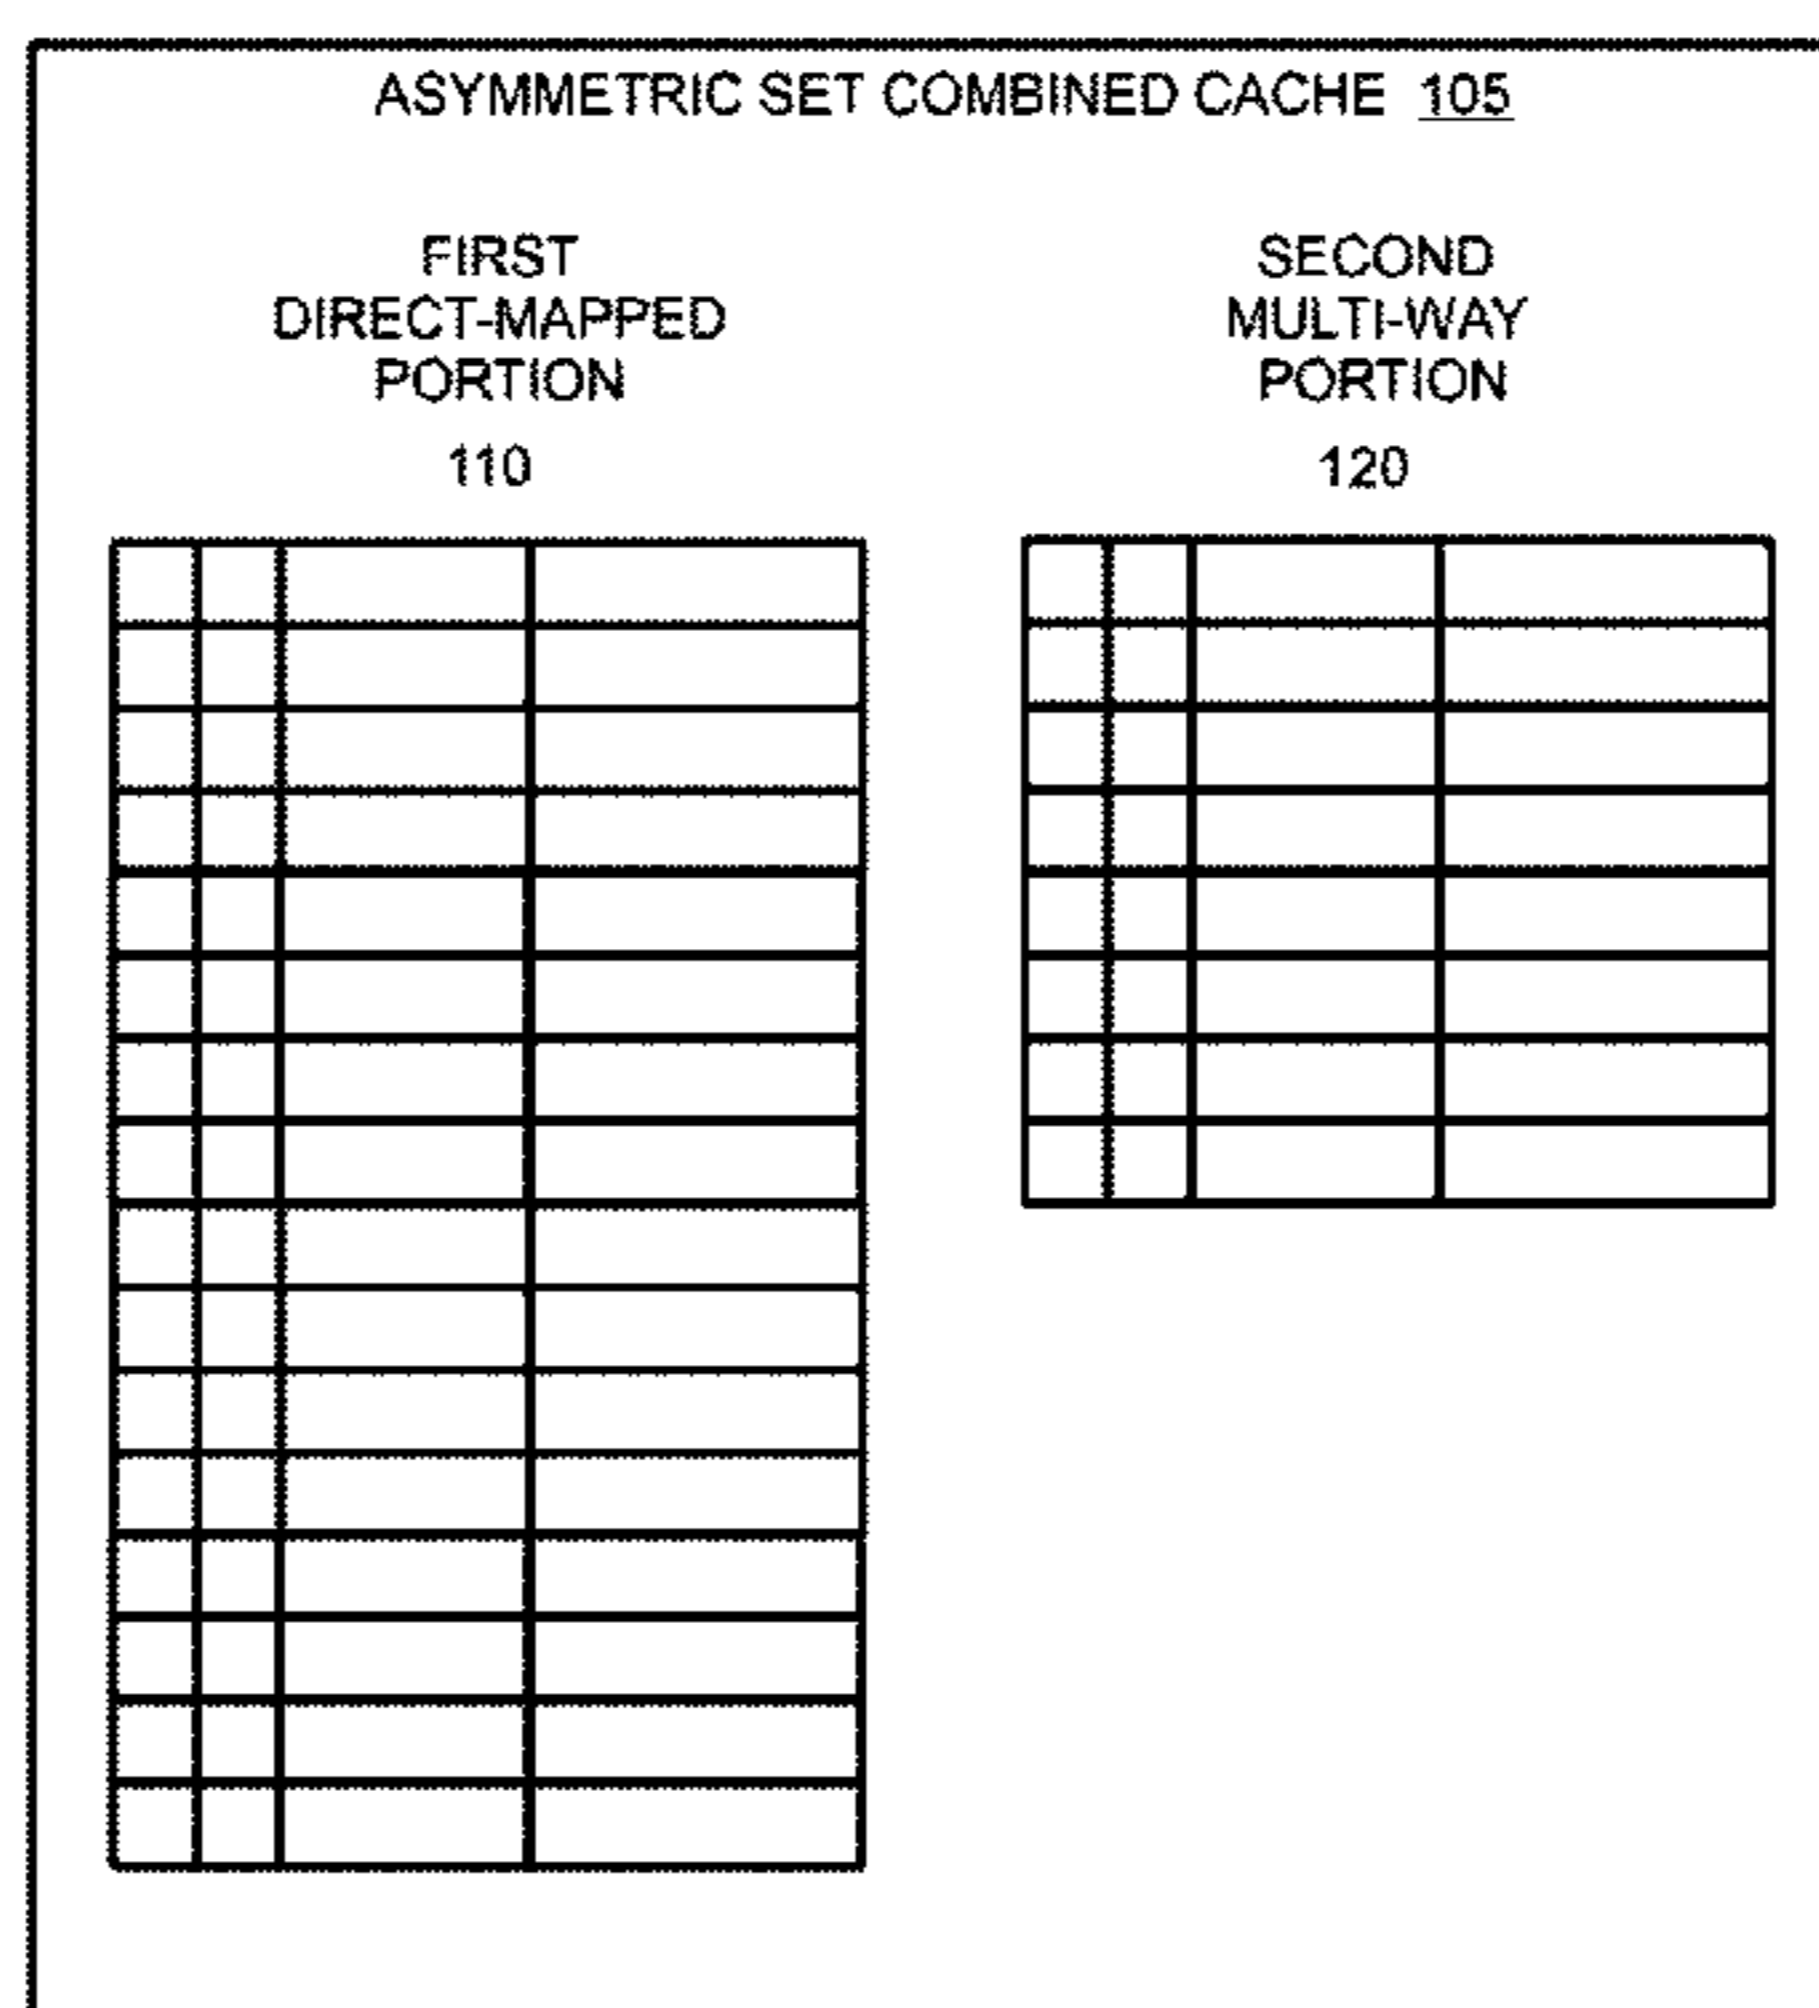 ASYMMETRIC SET COMBINED CACHE 105
FIRST
DIRECT-MAPPED
PORTION
110
SECOND
MULTI-WAY
PORTION
120